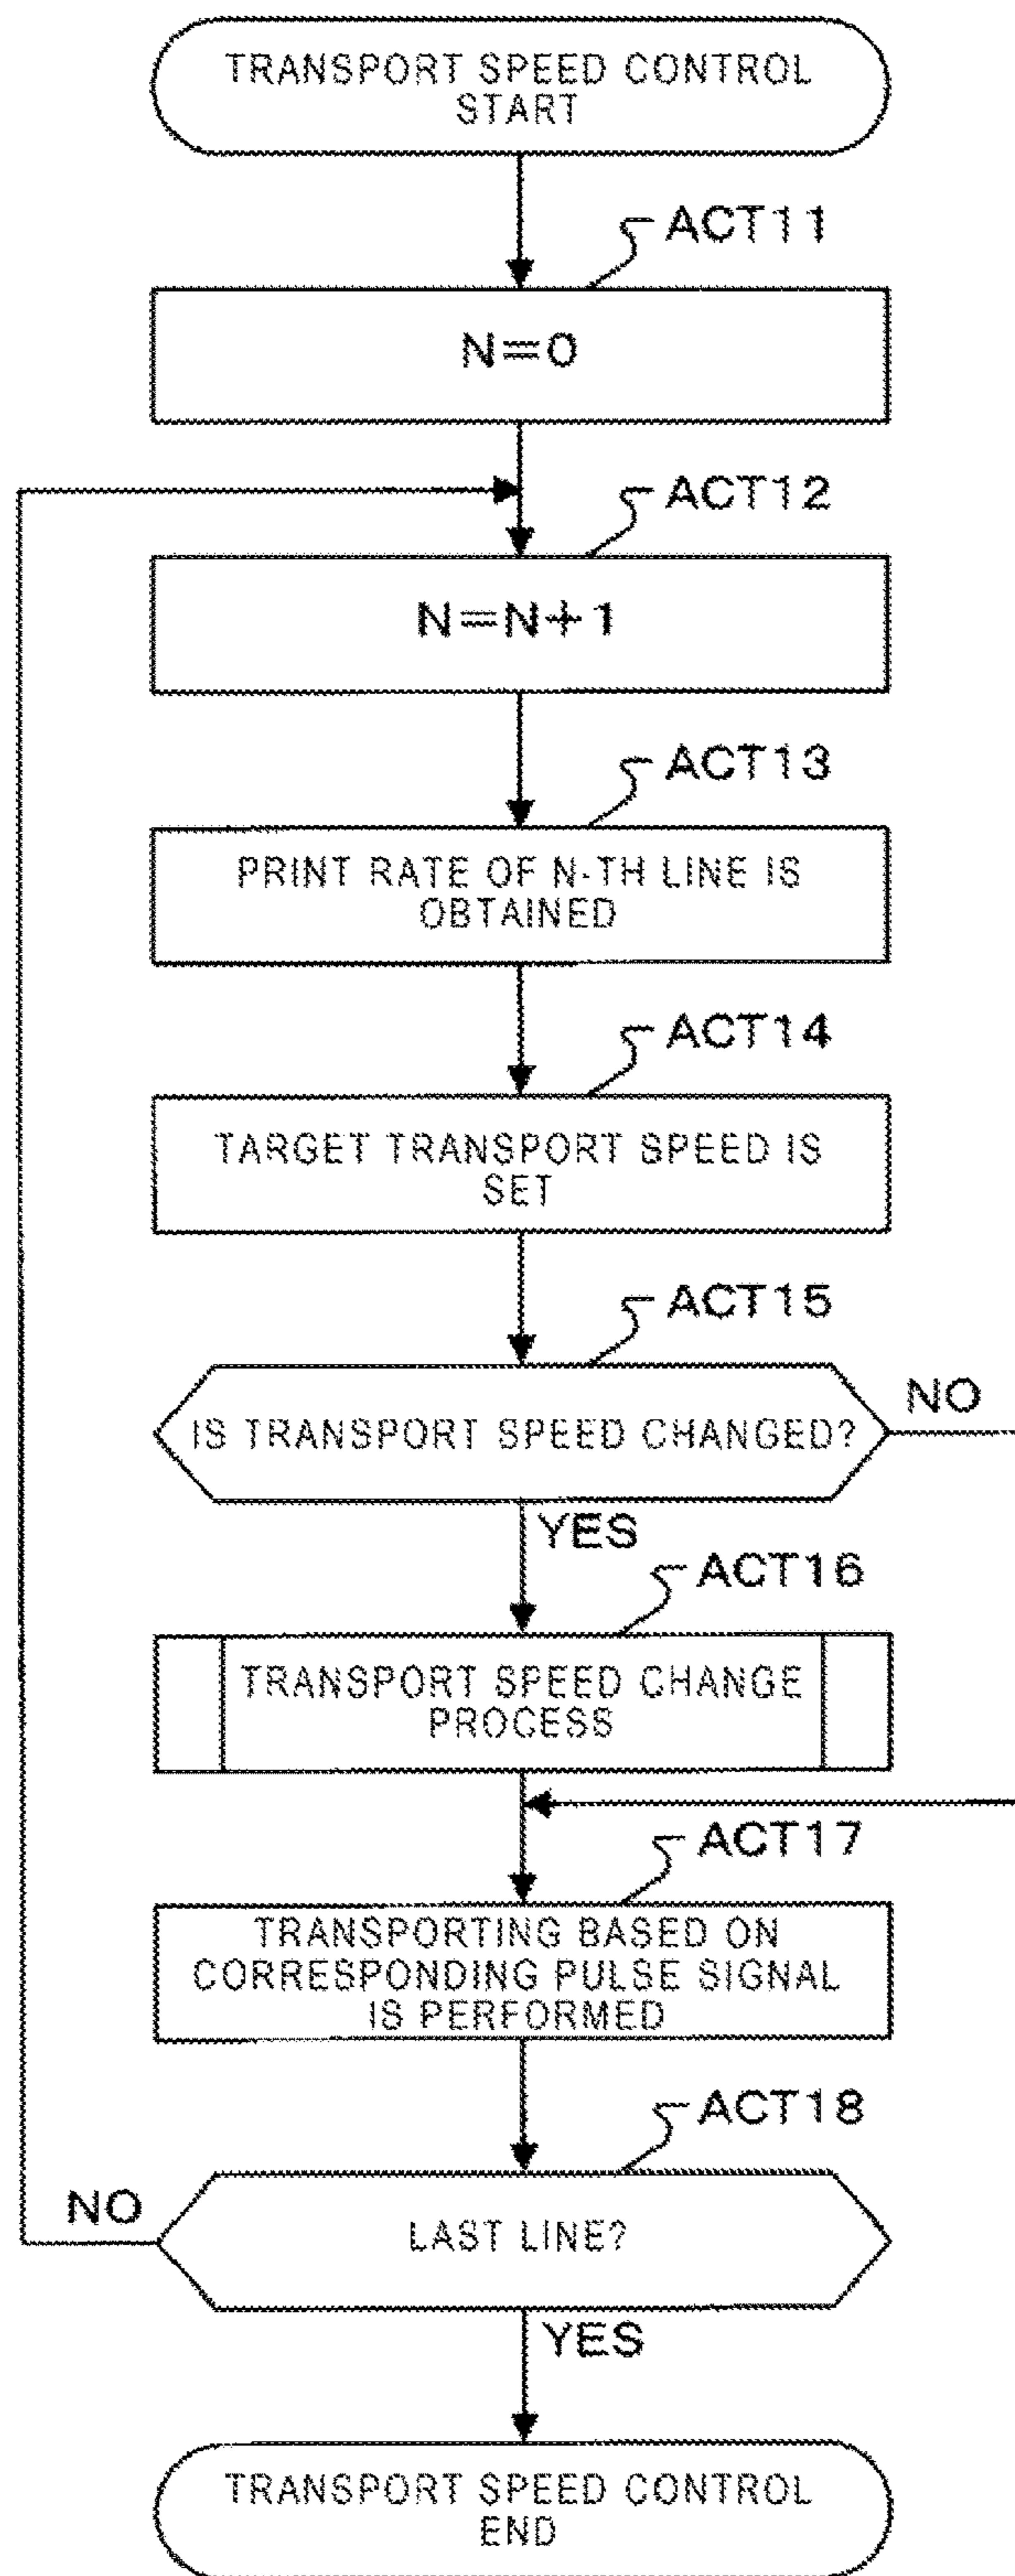 TRANSPORT SPEED CONTROL
START
ACT11
N=0
ACT12
N=N+1
ACT13
PRINT RATE OF N-TH LINE IS
OBTAINED
ACT14
TARGET TRANSPORT SPEED IS
SET
ACT15
IS TRANSPORT SPEED CHANGED?
NO
YES
ACT16
TRANSPORT SPEED CHANGE
PROCESS
ACT17
TRANSPORTING BASED ON
CORRESPONDING PULSE SIGNAL
IS PERFORMED
ACT18
NO
LAST LINE?
YES
TRANSPORT SPEED CONTROL
END